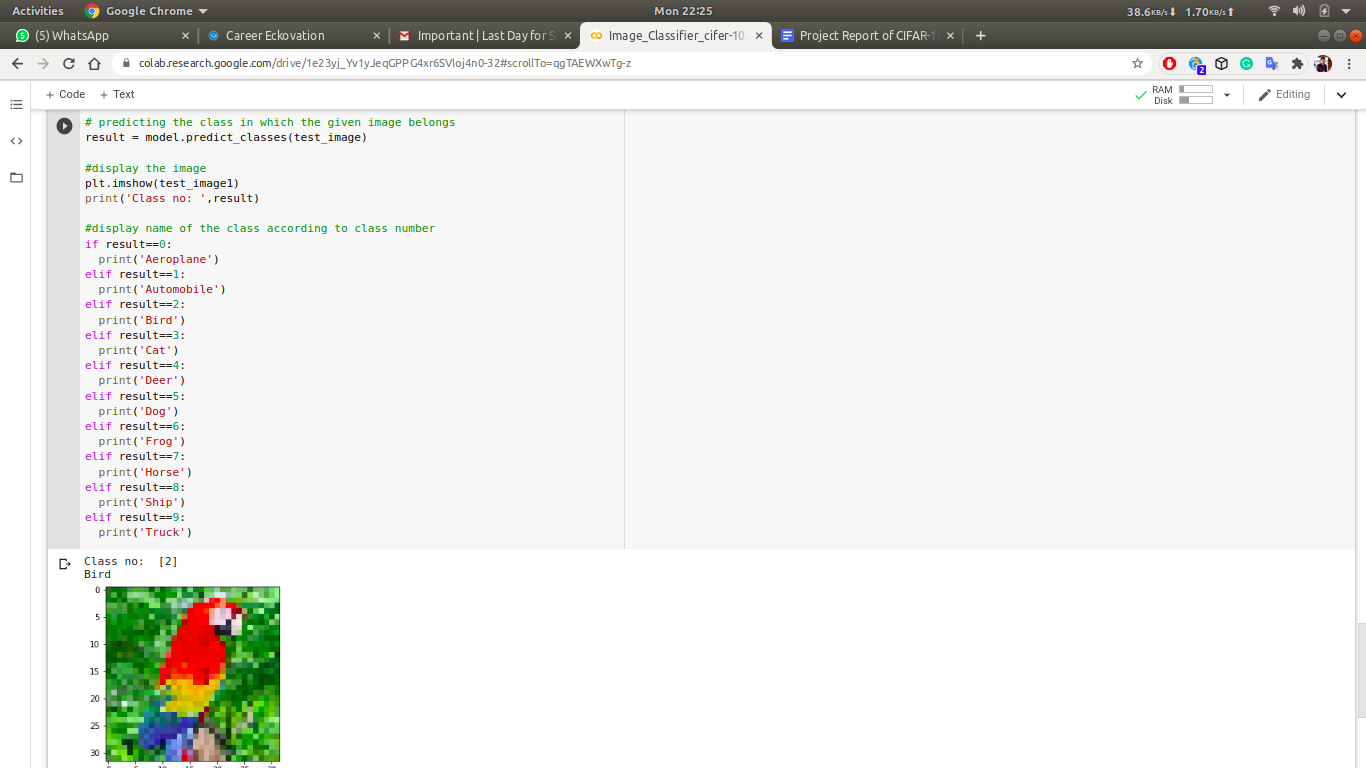 Activities
Google Chrome
Mon 22:25
38.6KB/s 1.70KB/s
(5) WhatsApp
Career Eckovation
Important | Last Day for S
Image_Classifier_cifer-10.
Project Report of CIFAR-1
colab.research.google.com/drive/1e23yj_Yv1yJeqGPPG4xr6SVloj4n0-32#scrollTo=qgTAEWXwTg-z
2
+ Code + Text
RAM
Disk
Editing
# predicting the class in which the given image belongs
result = model.predict_classes(test_image)
#display the image
plt.imshow(test_image1)
print('Class no: ',result)
#display name of the class according to class number
if result==0:
  print('Aeroplane')
elif result==1:
  print('Automobile')
elif result==2:
  print('Bird')
elif result==3:
  print('Cat')
elif result==4:
  print('Deer')
elif result==5:
  print('Dog')
elif result==6:
  print('Frog')
elif result==7:
  print('Horse')
elif result==8:
  print('Ship')
elif result==9:
  print('Truck')
Class no:  [2]
Bird
0
5
10
15
20
25
30